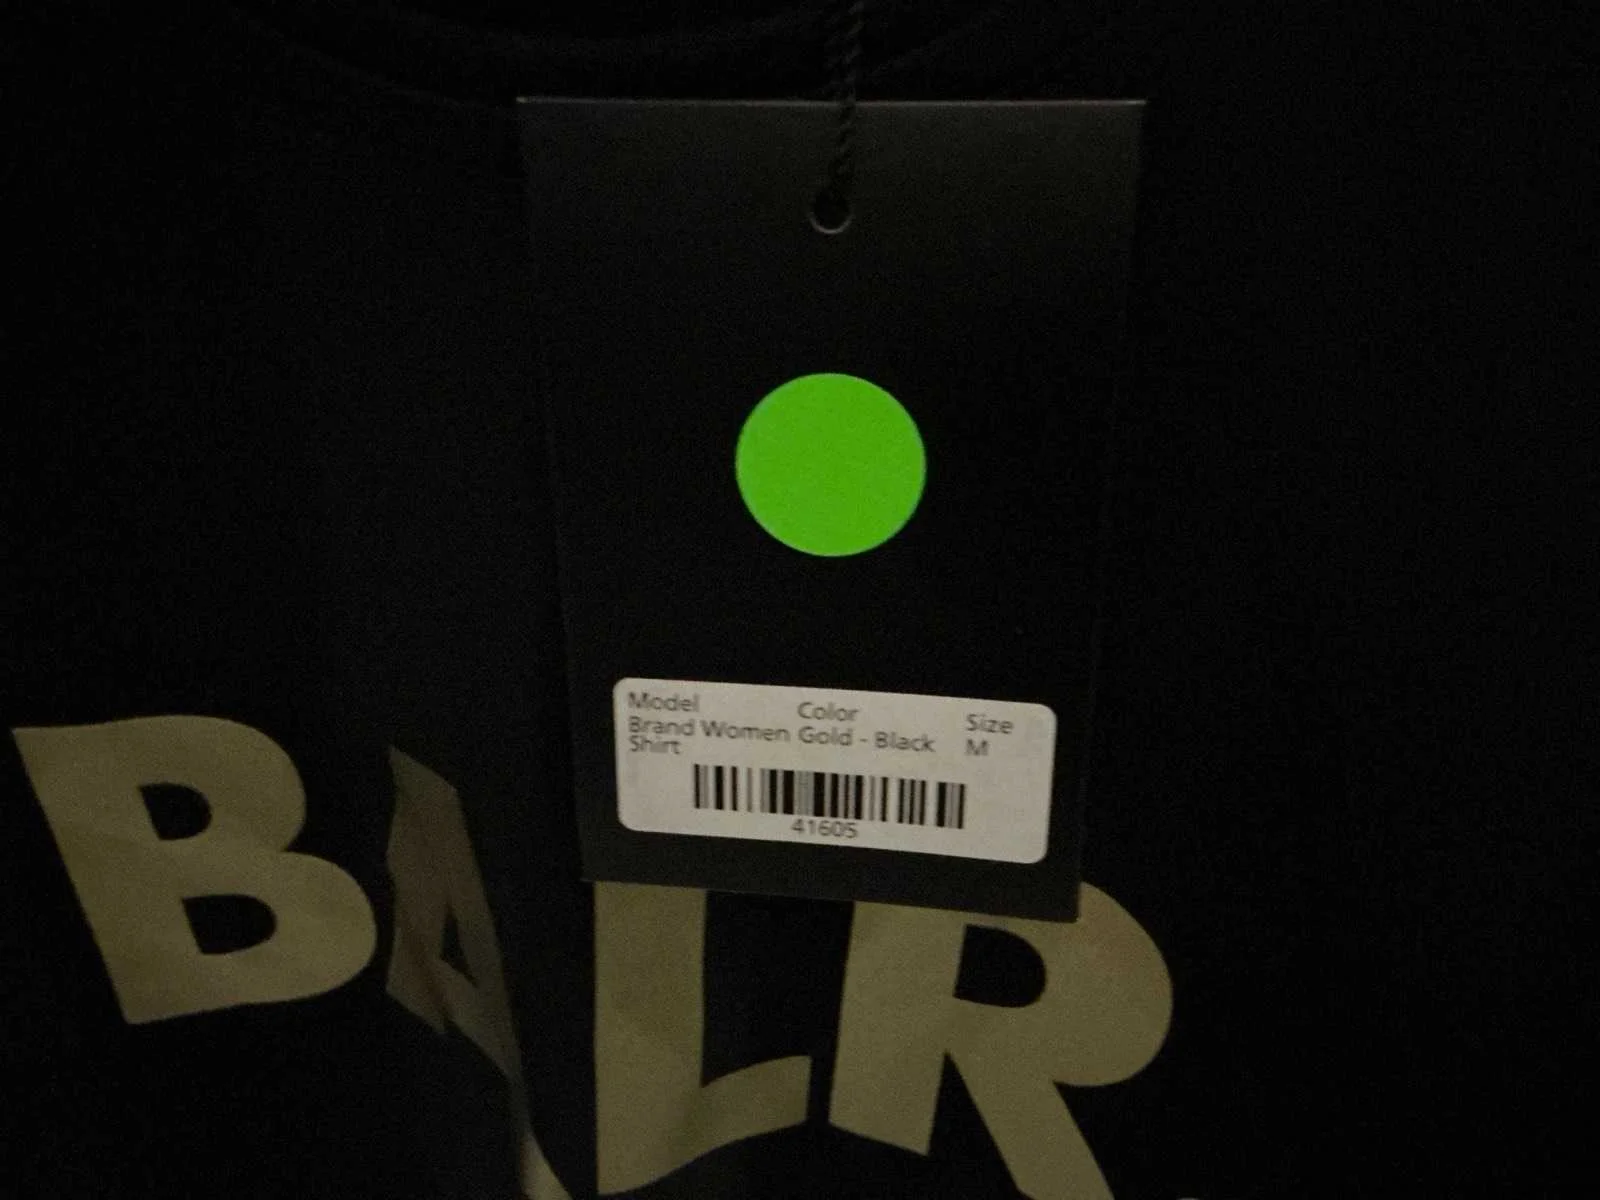 Model Color Size
Brand Women Gold - Black M
Shirt
41605
BALR